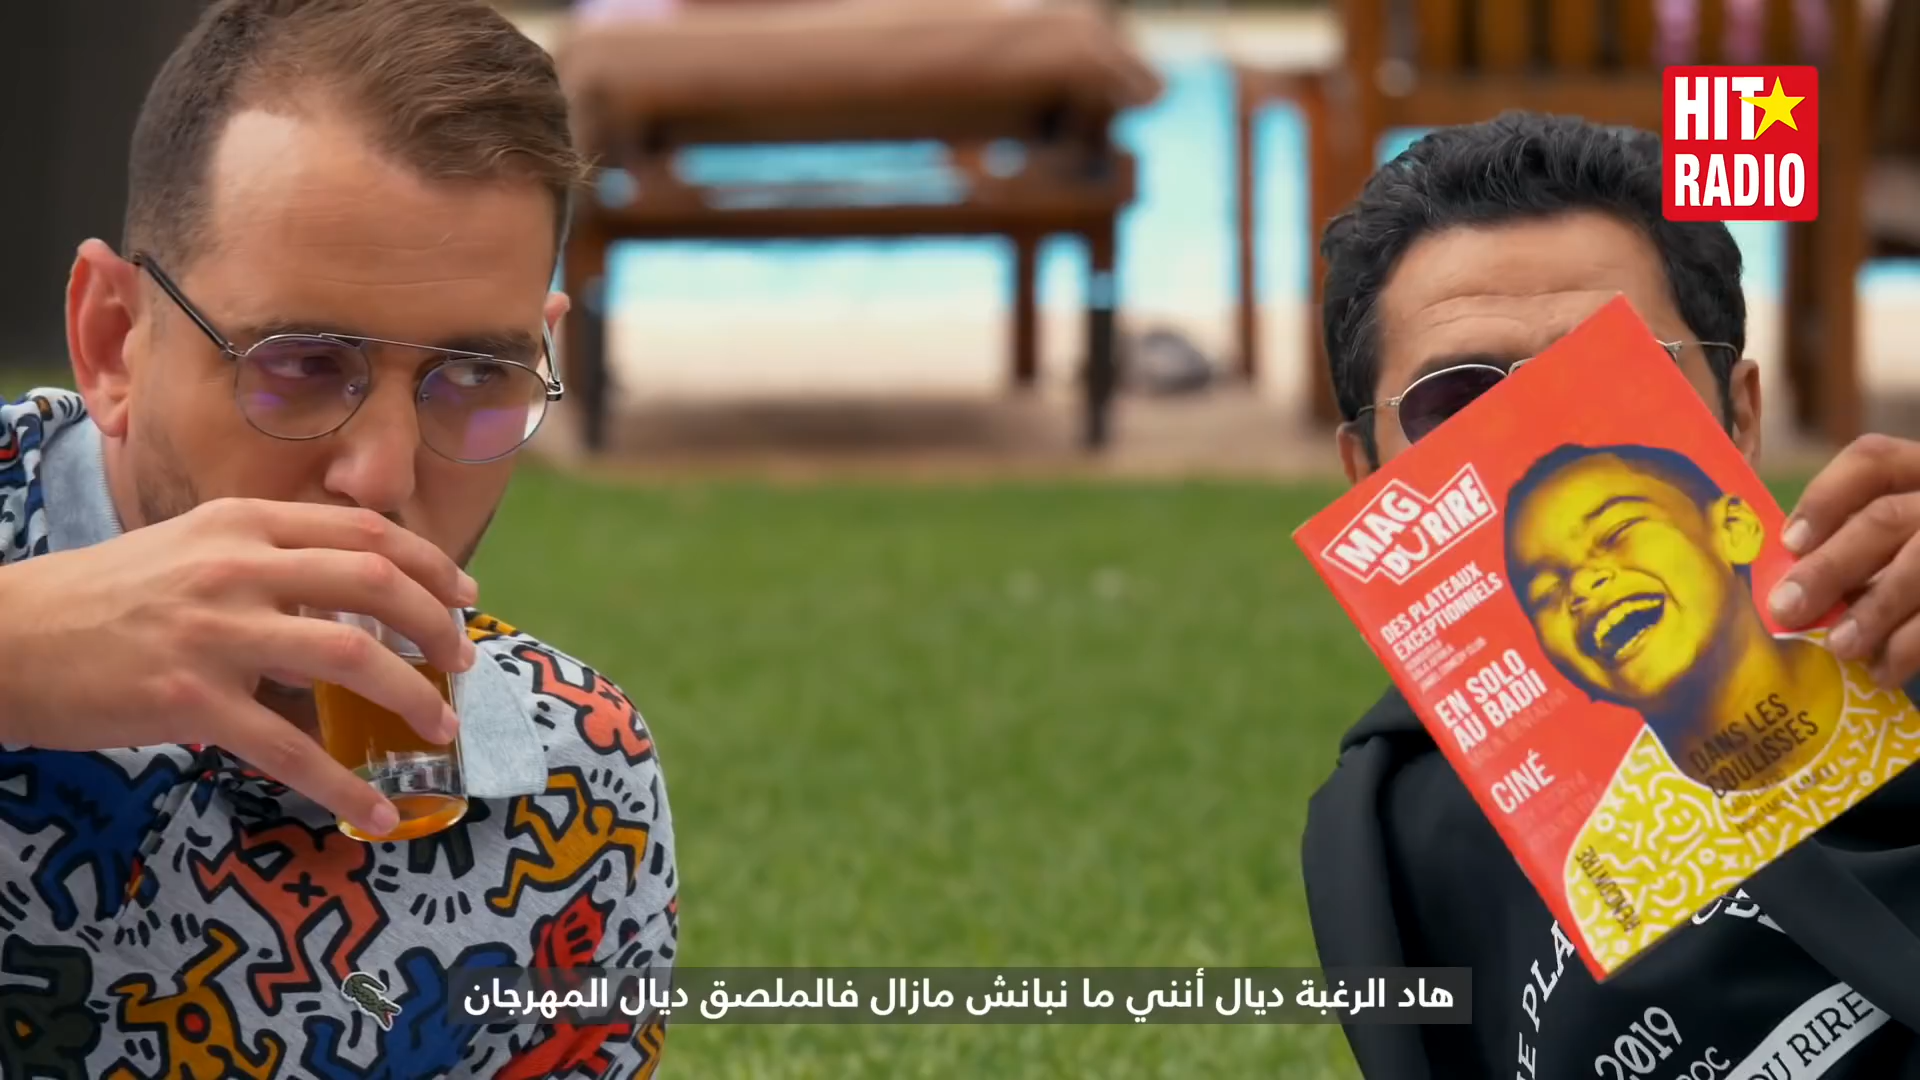 HIT
RADIO
MAG
DU RIRE
DES PLATEAUX
EXCEPTIONNELS
EN SOLO
AU BADII
CINÉ
DANS LES
COULISSES
RENCONTRE
2019
DU RIRE
هاد الرغبة ديال أنني ما نبانش مازال فالملصق ديال المهرجان